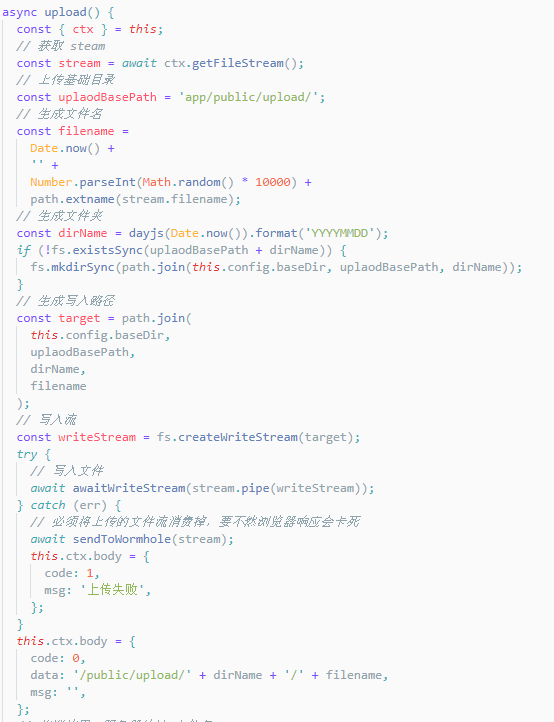 async upload() {
const { ctx } = this;
// 获取 steam
const stream = await ctx.getFileStream();
// 上传基础目录
const uplaodBasePath = 'app/public/upload/';
// 生成文件名
const filename =
Date.now() +
'' +
Number.parseInt(Math.random() * 10000) +
path.extname(stream.filename);
// 生成文件夹
const dirName = dayjs(Date.now()).format('YYYYMMDD');
if (!fs.existsSync(uplaodBasePath + dirName)) {
fs.mkdirSync(path.join(this.config.baseDir, uplaodBasePath, dirName));
}
// 生成写入路径
const target = path.join(
this.config.baseDir,
uplaodBasePath,
dirName,
filename
);
// 写入流
const writeStream = fs.createWriteStream(target);
try {
// 写入文件
await awaitWriteStream(stream.pipe(writeStream));
} catch (err) {
// 必须将上传的文件流消费掉，要不然浏览器响应会卡死
await sendToWormhole(stream);
this.ctx.body = {
code: 1,
msg: '上传失败',
};
}
this.ctx.body = {
code: 0,
data: '/public/upload/' + dirName + '/' + filename,
msg: '',
};